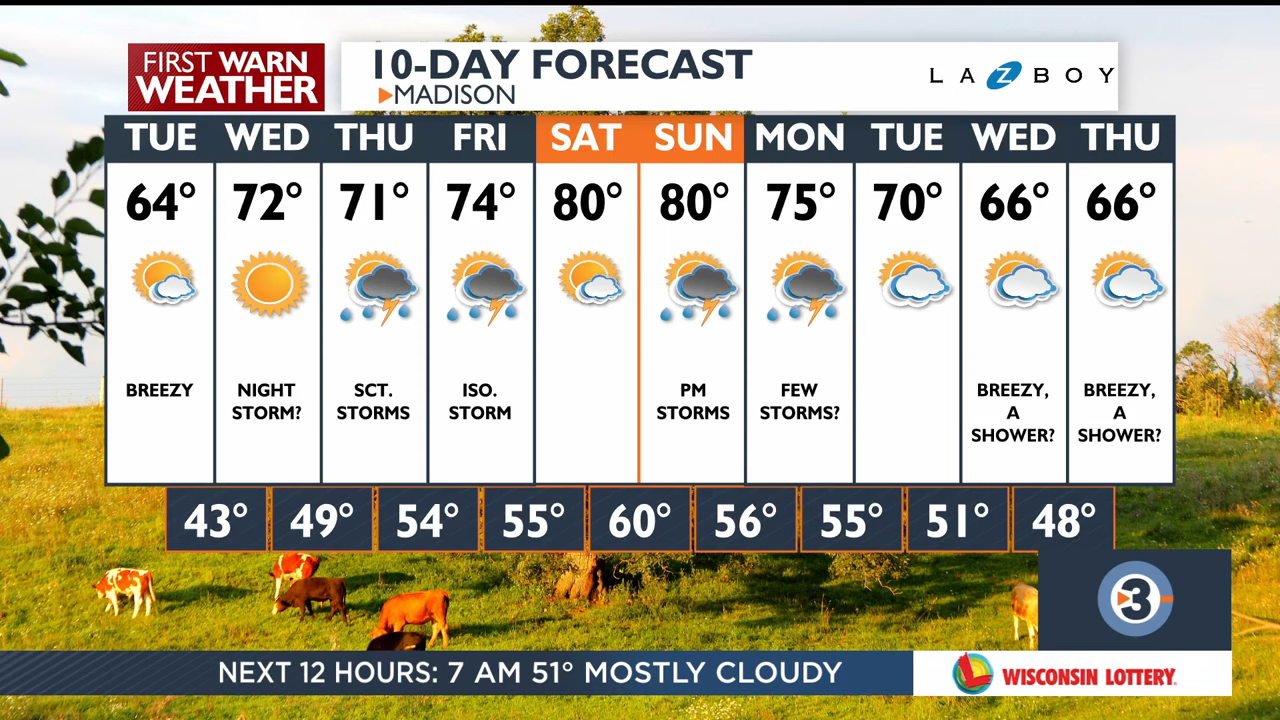 FIRST WARN
WEATHER
10-DAY FORECAST
MADISON
LAZBOY
TUE WED THU FRI SAT SUN MON TUE WED THU
64° 72° 71° 74° 80° 80° 75° 70° 66° 66°
BREEZY
NIGHT
STORM?
SCT.
STORMS
ISO.
STORM
PM
STORMS
FEW
STORMS?
BREEZY,
A
SHOWER?
BREEZY,
A
SHOWER?
43° 49° 54° 55° 60° 56° 55° 51° 48°
3
NEXT 12 HOURS: 7 AM 51° MOSTLY CLOUDY
WISCONSIN LOTTERY